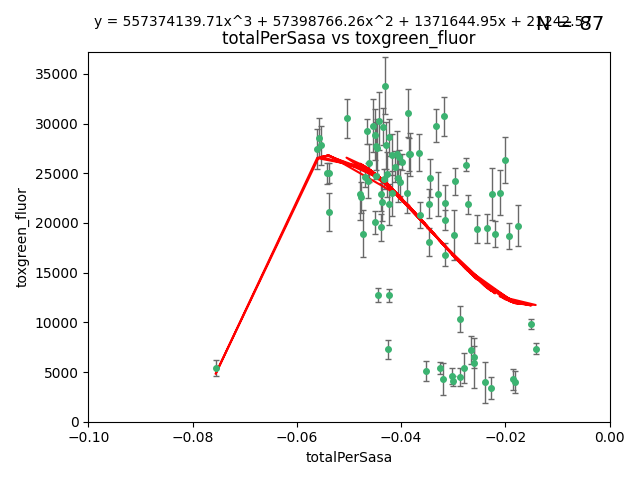 y = 557374139.71x^3 + 57398766.26x^2 + 1371644.95x +
N = 87
totalPerSasa vs toxgreen_fluor
35000
30000
25000
20000
15000
10000
5000
0
toxgreen_fluor
−0.10 −0.08 −0.06 −0.04 −0.02 0.00
totalPerSasa